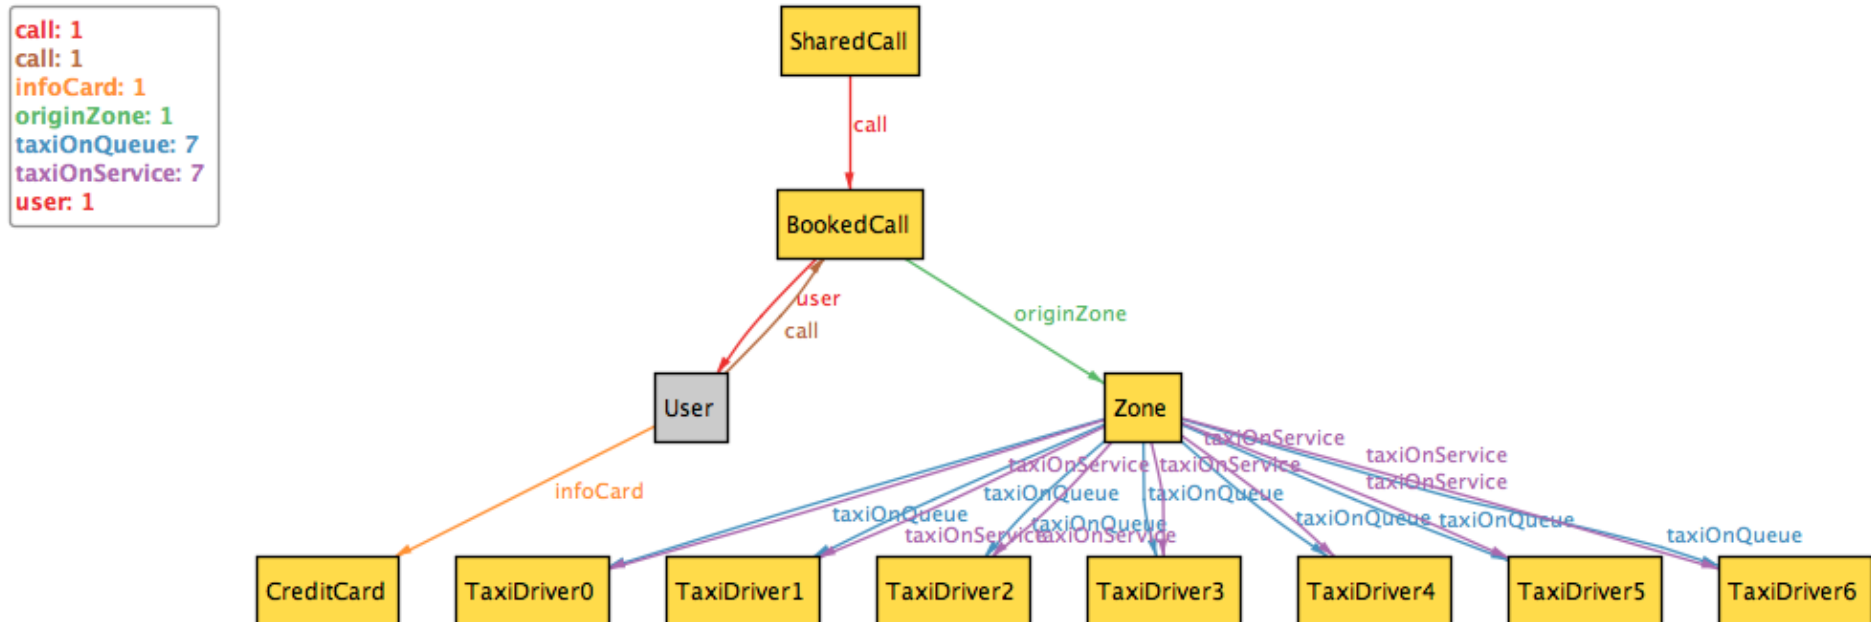 call: 1
call: 1
infoCard: 1
originZone: 1
taxiOnQueue: 7
taxiOnService: 7
user: 1
SharedCall
call
BookedCall
user
call
originZone
User
Zone
taxiOnService
taxiOnService
taxiOnService
taxiOnService
taxiOnService
infoCard
taxiOnQueue
taxiOnQueue
taxiOnQueue
taxiOnQueue
taxiOnQueue
taxiOnQueue
taxiOnService
taxiOnService
taxiOnQueue
CreditCard
TaxiDriver0
TaxiDriver1
TaxiDriver2
TaxiDriver3
TaxiDriver4
TaxiDriver5
TaxiDriver6